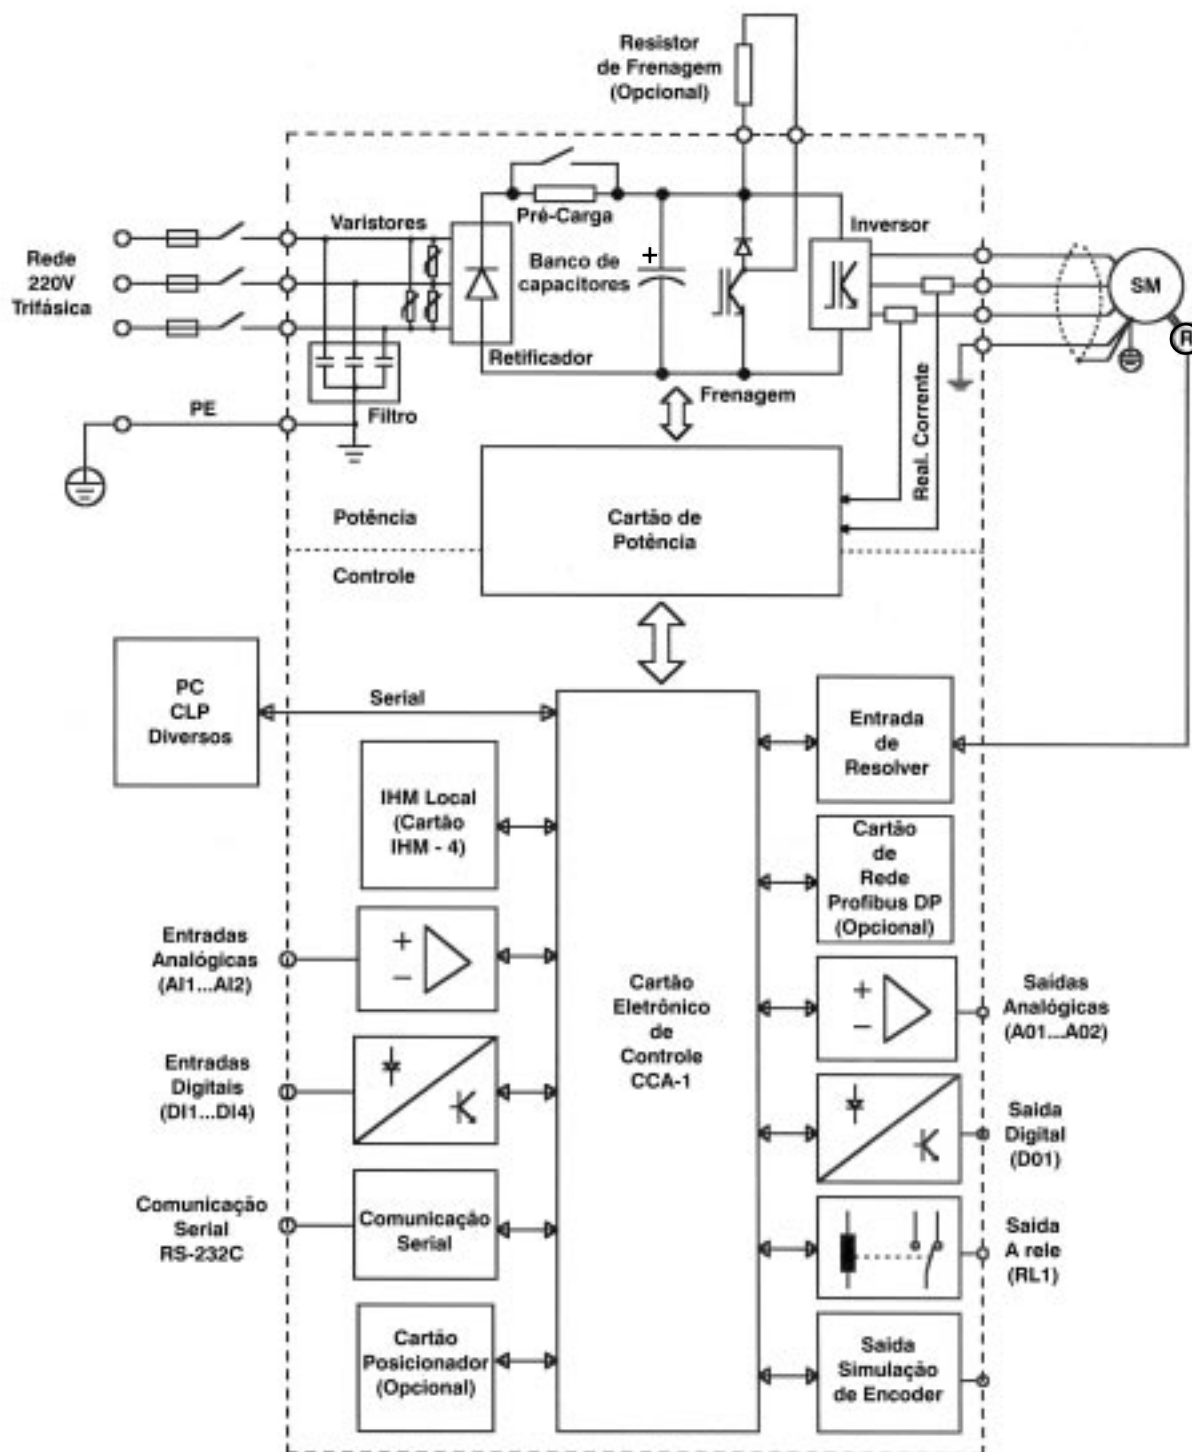 Resistor
de Frenagem
(Opcional)
Varistores
Pré-Carga
Inversor
Rede
220V
Trifásica
Banco de
capacitores
+
SM
R
Retificador
PE
Filtro
Frenagem
Real. Corrente
Potência
Cartão de
Potência
Controle
PC
CLP
Diversos
Serial
Entrada
de
Resolver
IHM Local
(Cartão
IHM - 4)
Cartão
de
Rede
Profibus DP
(Opcional)
Entradas
Analógicas
(AI1...AI2)
+
−
Cartão
Eletrônico
de
Controle
CCA-1
+
−
Saídas
Analógicas
(A01...A02)
Entradas
Digitais
(DI1...DI4)
Saida
Digital
(D01)
Comunicação
Serial
RS-232C
Comunicação
Serial
Saida
A rele
(RL1)
Cartão
Posicionador
(Opcional)
Saida
Simulação
de Encoder